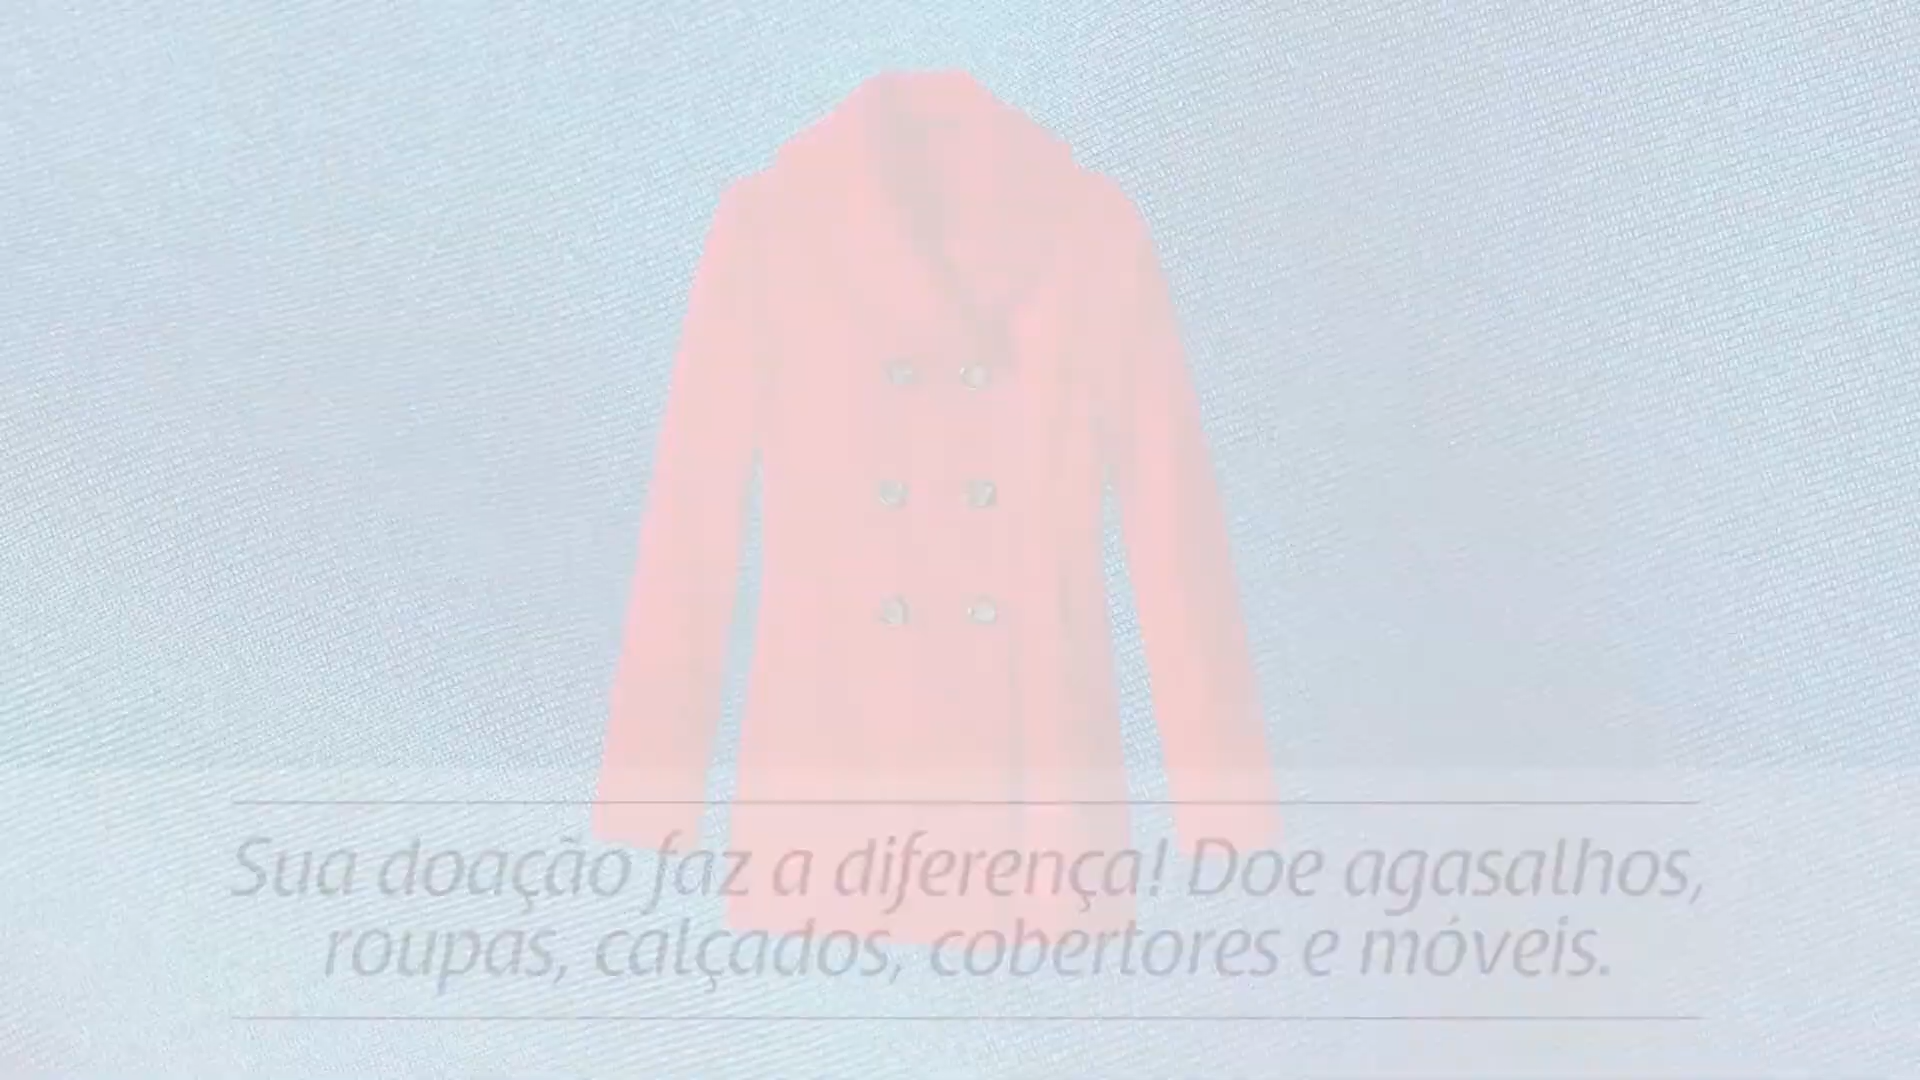 Sua doação faz a diferença! Doe agasalhos,
roupas, calçados, cobertores e móveis.